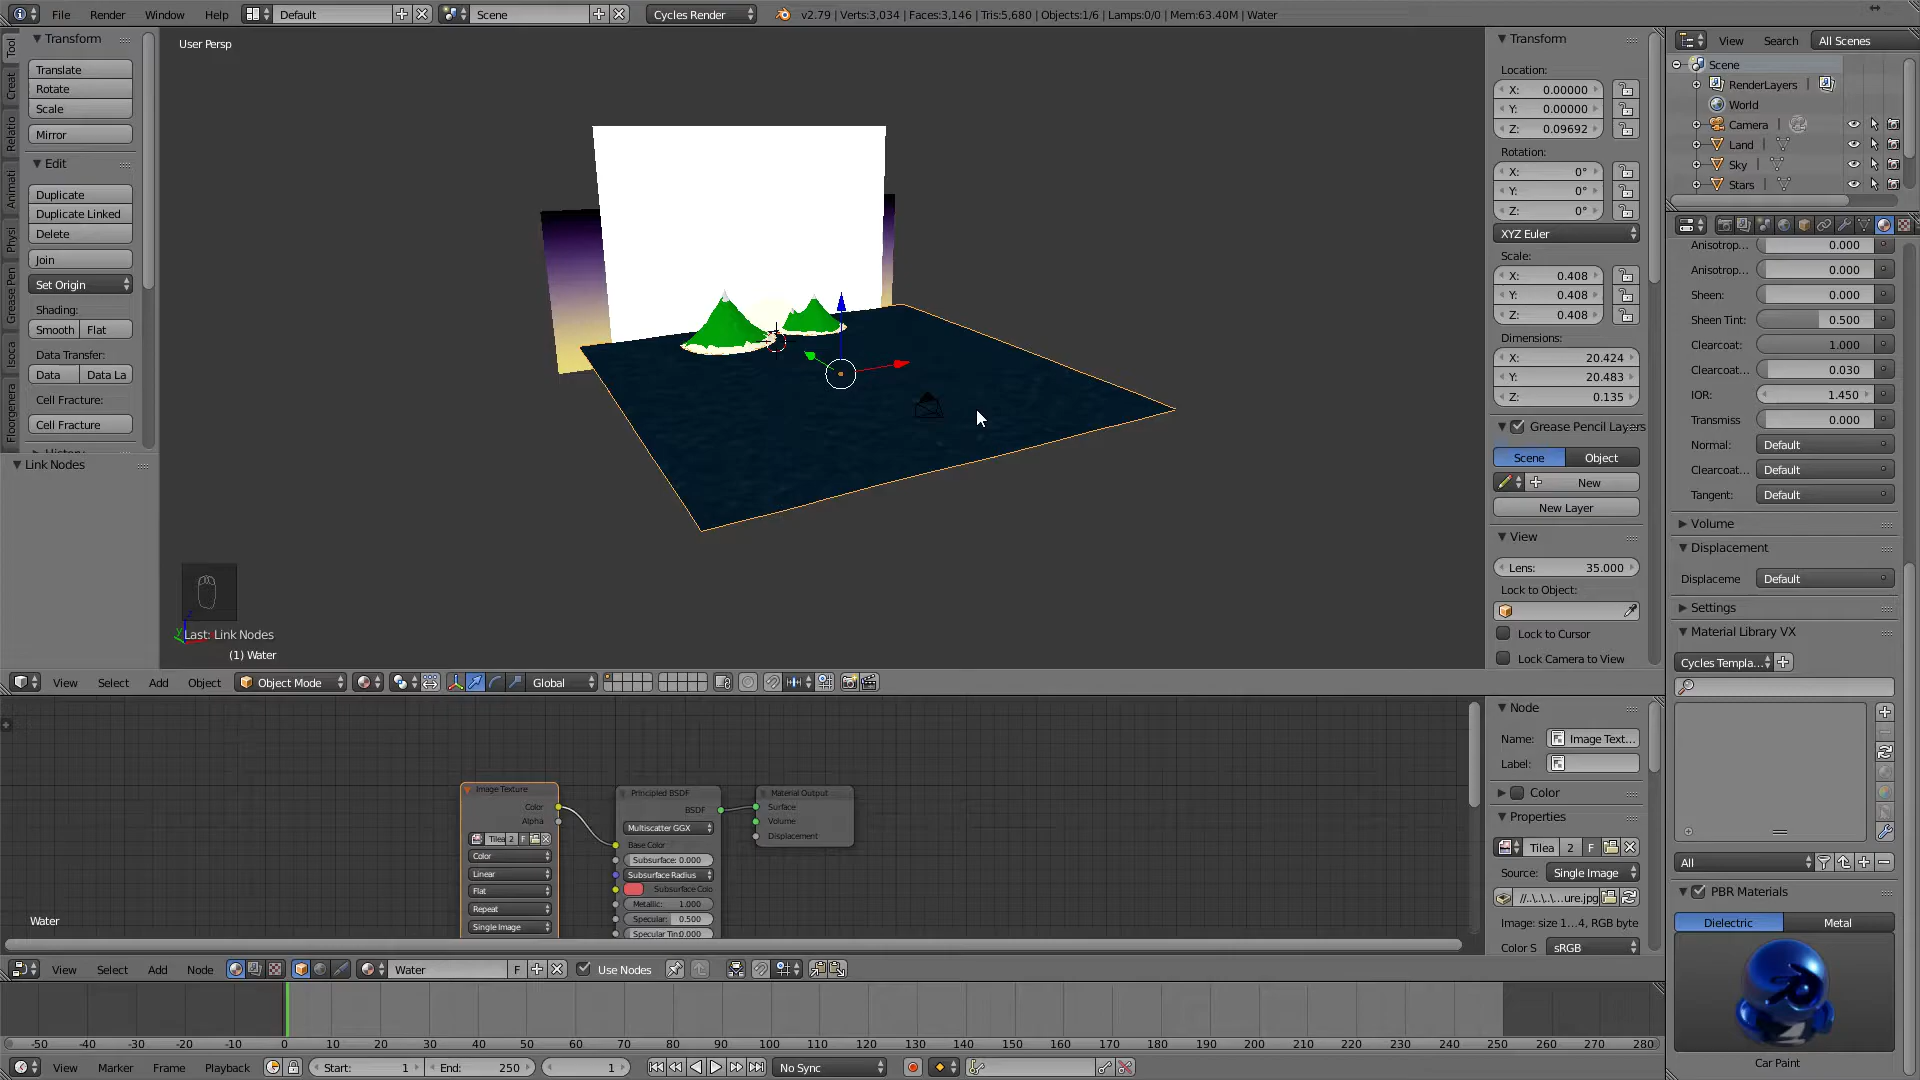 File Render Window Help Default Scene Cycles Render v2.79 | Verts:3,034 | Faces:3,146 | Tris:5,680 | Objects:1/6 | Lamps:0/0 | Mem:63.40M | Water
Tool
Creat
Relatio
Animati
Physi
Grease Pen
Isoca
Floorgenera
Transform
Translate
Rotate
Scale
Mirror
Edit
Duplicate
Duplicate Linked
Delete
Join
Set Origin
Shading:
Smooth Flat
Data Transfer:
Data Data La
Cell Fracture:
Cell Fracture
Link Nodes
User Persp
Last: Link Nodes
(1) Water
Transform
Location:
X: 0.00000
Y: 0.00000
Z: 0.09692
Rotation:
X: 0°
Y: 0°
Z: 0°
XYZ Euler
Scale:
X: 0.408
Y: 0.408
Z: 0.408
Dimensions:
X: 20.424
Y: 20.483
Z: 0.135
Grease Pencil Layers
Scene Object
New
New Layer
View
Lens: 35.000
Lock to Object:
Lock to Cursor
Lock Camera to View
View Search All Scenes
Scene
RenderLayers
World
Camera
Land
Sky
Stars
Anisotrop... 0.000
Anisotrop... 0.000
Sheen: 0.000
Sheen Tint: 0.500
Clearcoat: 1.000
Clearcoat... 0.030
IOR: 1.450
Transmiss 0.000
Normal: Default
Clearcoat... Default
Tangent: Default
Volume
Displacement
Displaceme Default
Settings
Material Library VX
Cycles Templa...
All
PBR Materials
Dielectric Metal
Car Paint
View Select Add Object Object Mode Global
Image Texture
Color
Alpha
Tilea 2 F
Color
Linear
Flat
Repeat
Single Image
Principled BSDF
BSDF
Multiscatter GGX
Base Color
Subsurface: 0.000
Subsurface Radius
Subsurface Colo
Metallic: 1.000
Specular: 0.500
Specular Tin:0.000
Material Output
Surface
Volume
Displacement
Water
Node
Name: Image Text...
Label:
Color
Properties
Tilea 2 F
Source: Single Image
//..\..\..\...ure.jpg
Image: size 1...4, RGB byte
Color S sRGB
View Select Add Node Water F Use Nodes
-50 -40 -30 -20 -10 0 10 20 30 40 50 60 70 80 90 100 110 120 130 140 150 160 170 180 190 200 210 220 230 240 250 260 270 280
View Marker Frame Playback Start: 1 End: 250 1 No Sync